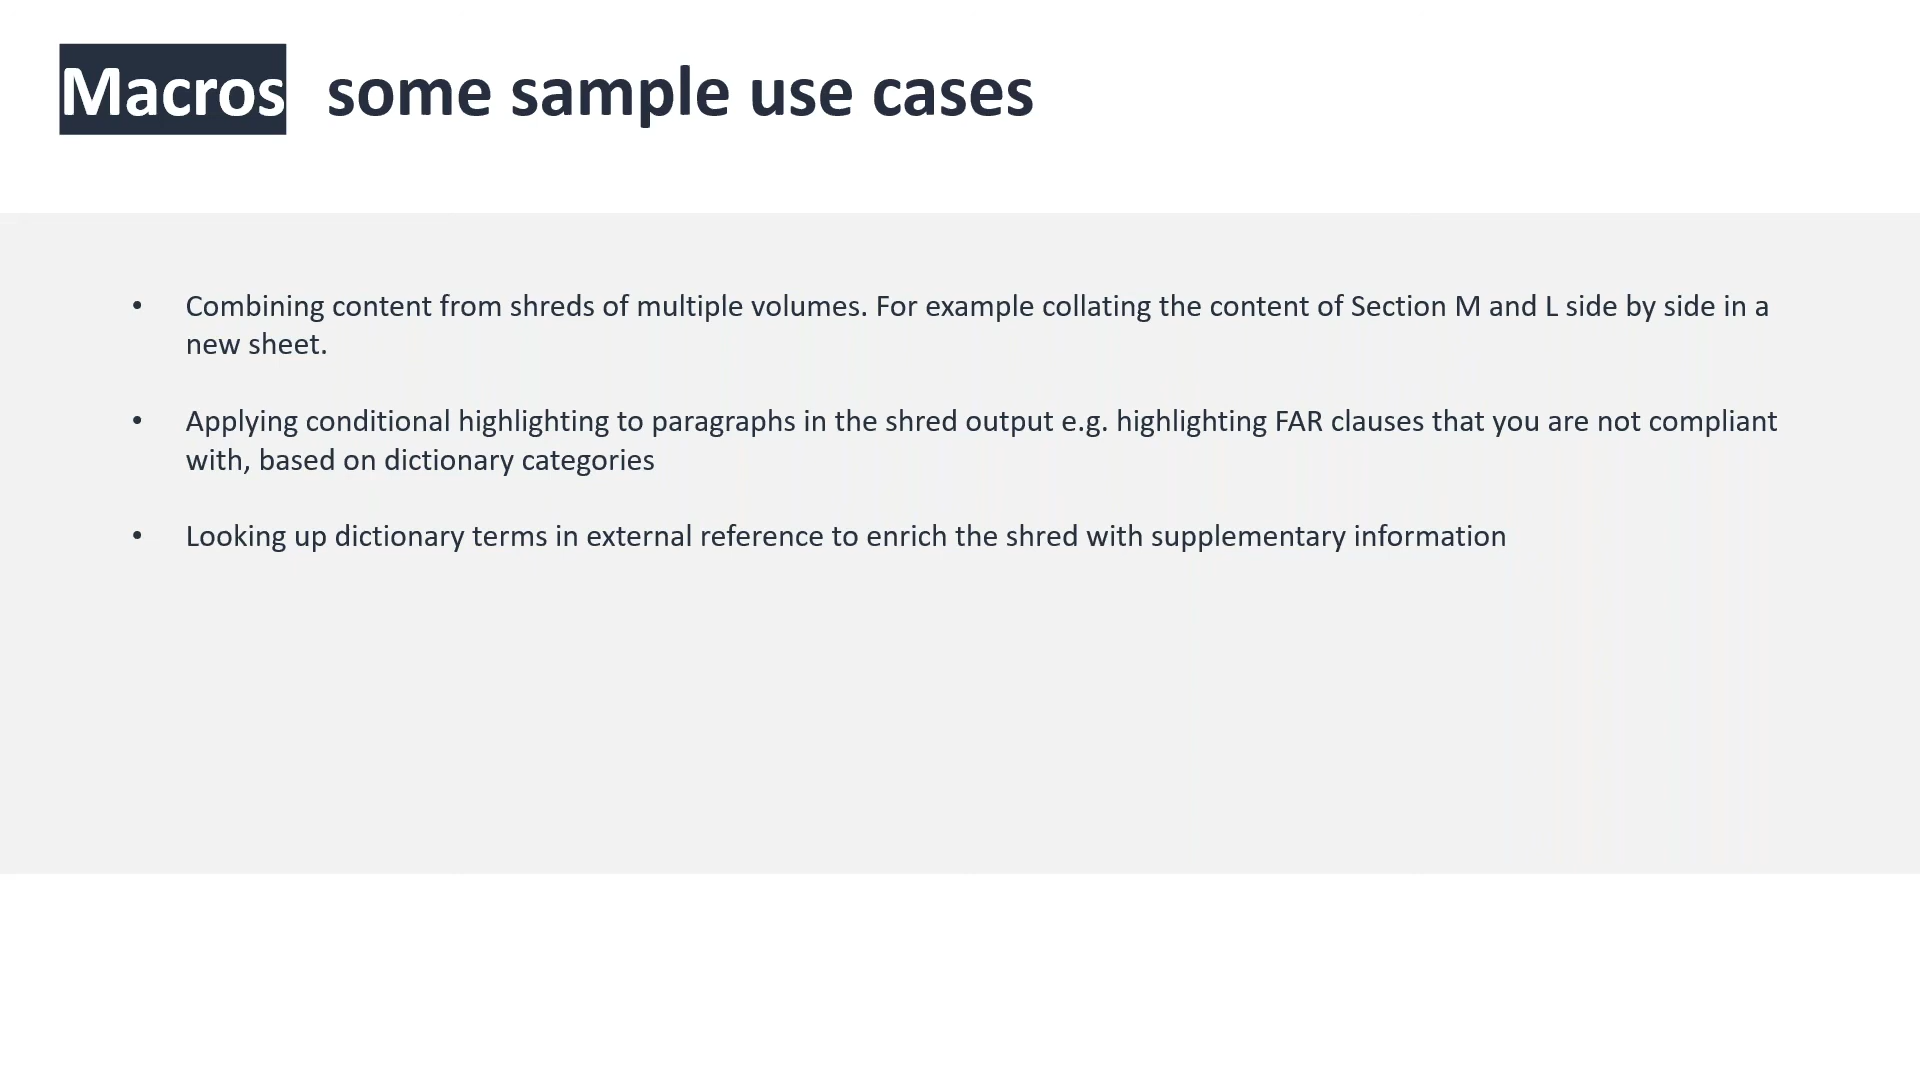 Macros some sample use cases
• Combining content from shreds of multiple volumes. For example collating the content of Section M and L side by side in a
new sheet.
• Applying conditional highlighting to paragraphs in the shred output e.g. highlighting FAR clauses that you are not compliant
with, based on dictionary categories
• Looking up dictionary terms in external reference to enrich the shred with supplementary information